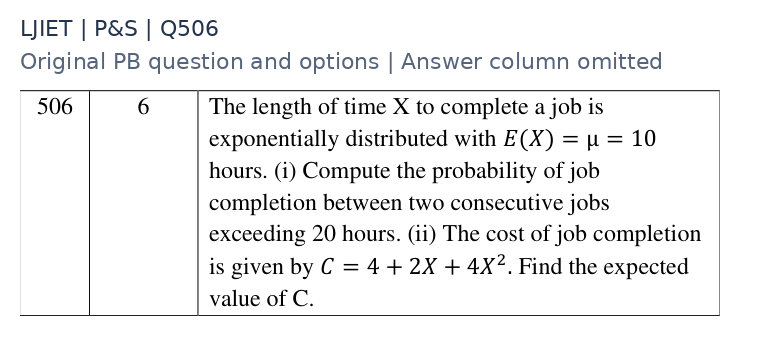 LJIET | P&S | Q506
Original PB question and options | Answer column omitted
506 6 The length of time X to complete a job is
exponentially distributed with E(X) = μ = 10
hours. (i) Compute the probability of job
completion between two consecutive jobs
exceeding 20 hours. (ii) The cost of job completion
is given by C = 4 + 2X + 4X². Find the expected
value of C.